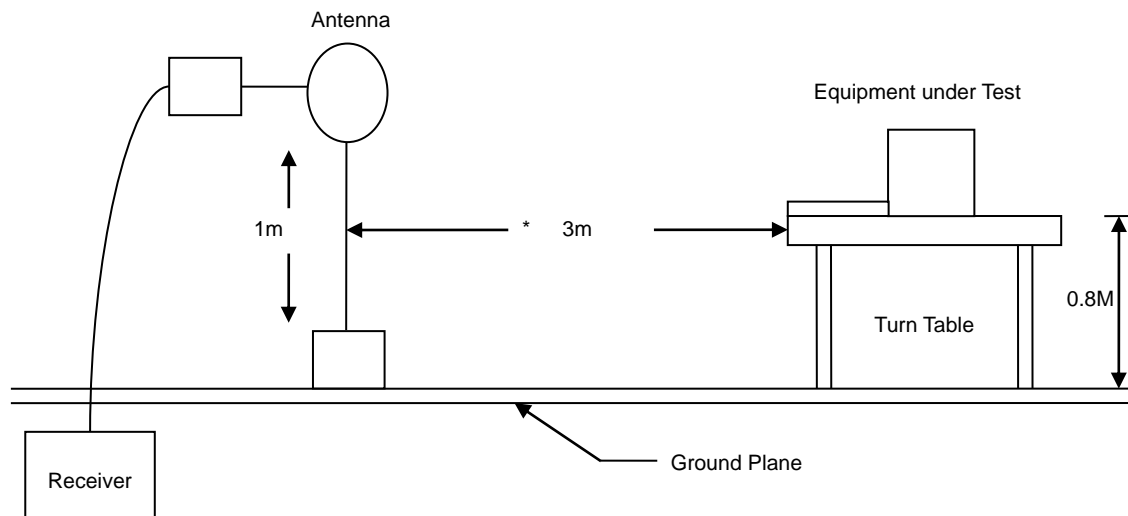 Antenna
Equipment under Test
1m
* 3m
0.8M
Turn Table
Ground Plane
Receiver